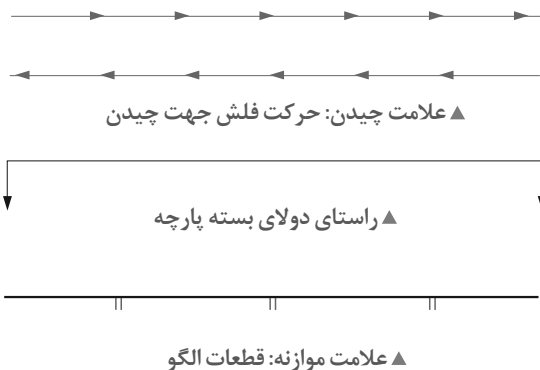 ▲ علامت چیدن: حرکت فلش جهت چیدن
▲ راستای دولای بسته پارچه
▲ علامت موازنه: قطعات الگو